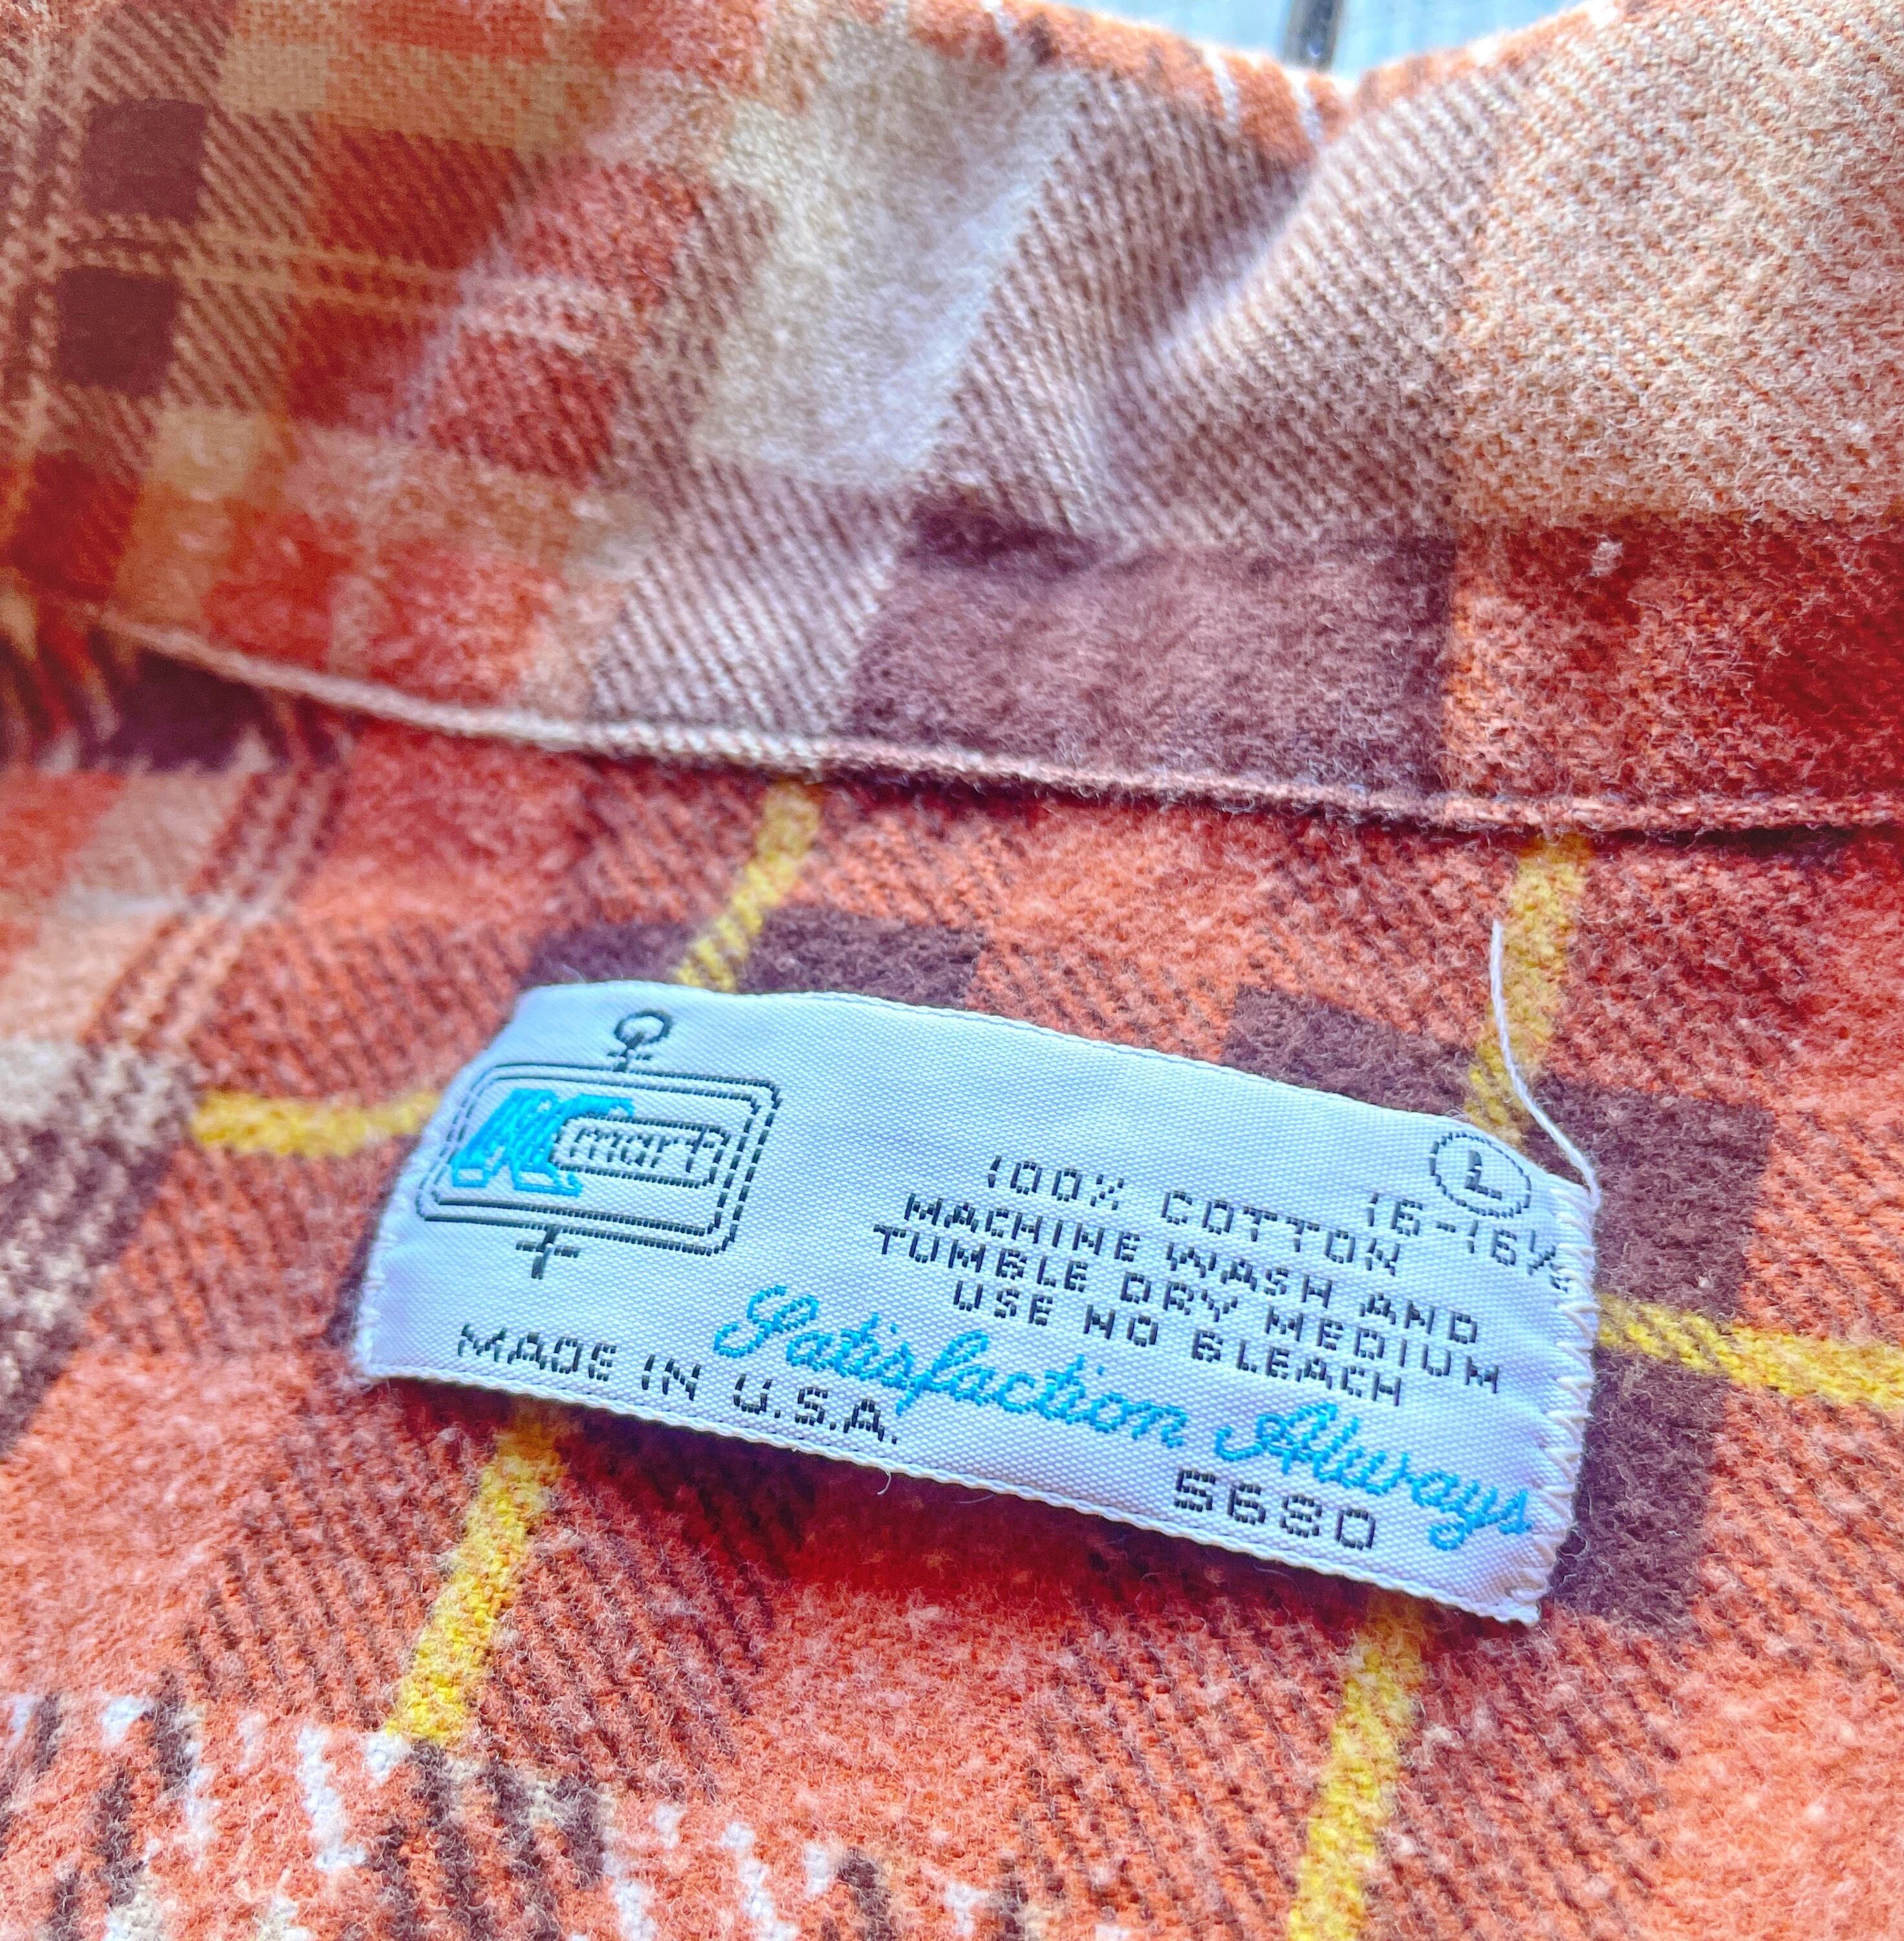 Kmart
L
16-16½
100% COTTON
MACHINE WASH AND
TUMBLE DRY MEDIUM
USE NO BLEACH
Satisfaction Always
MADE IN U.S.A.
5680